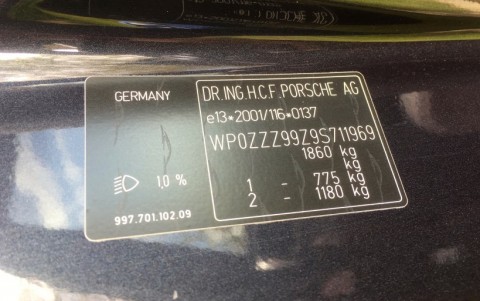 GERMANY
DR.ING.H.C.F.PORSCHE AG
e13*2001/116*0137
WP0ZZZ99Z9S711969
1860 kg
kg
1 - 775 kg
2 - 1180 kg
1,0 %
997.701.102.09